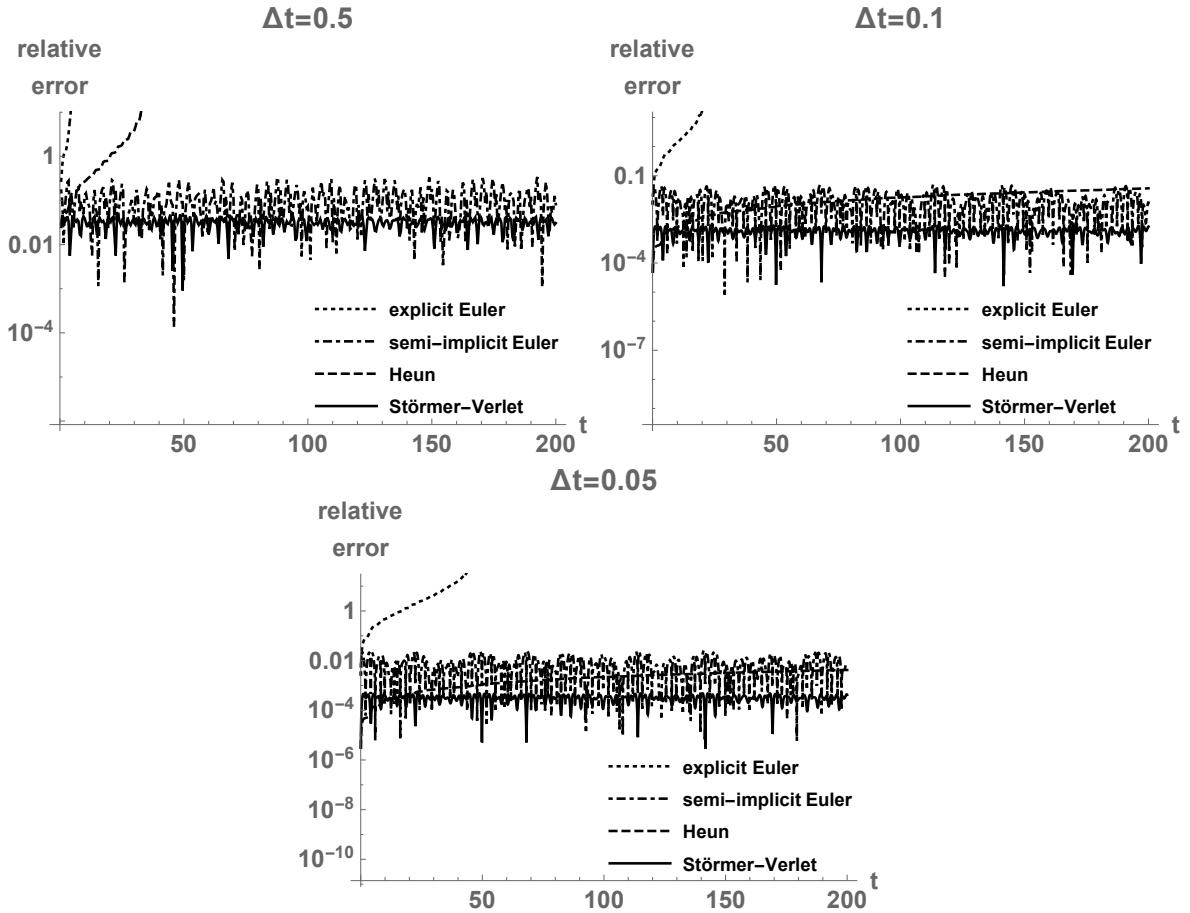 Δt=0.5
relative
error
1
0.01
10−4
explicit Euler
semi−implicit Euler
Heun
Störmer−Verlet
50 100 150 200 t
Δt=0.1
relative
error
0.1
10−4
10−7
explicit Euler
semi−implicit Euler
Heun
Störmer−Verlet
50 100 150 200 t
Δt=0.05
relative
error
1
0.01
10−4
10−6
10−8
10−10
explicit Euler
semi−implicit Euler
Heun
Störmer−Verlet
50 100 150 200 t